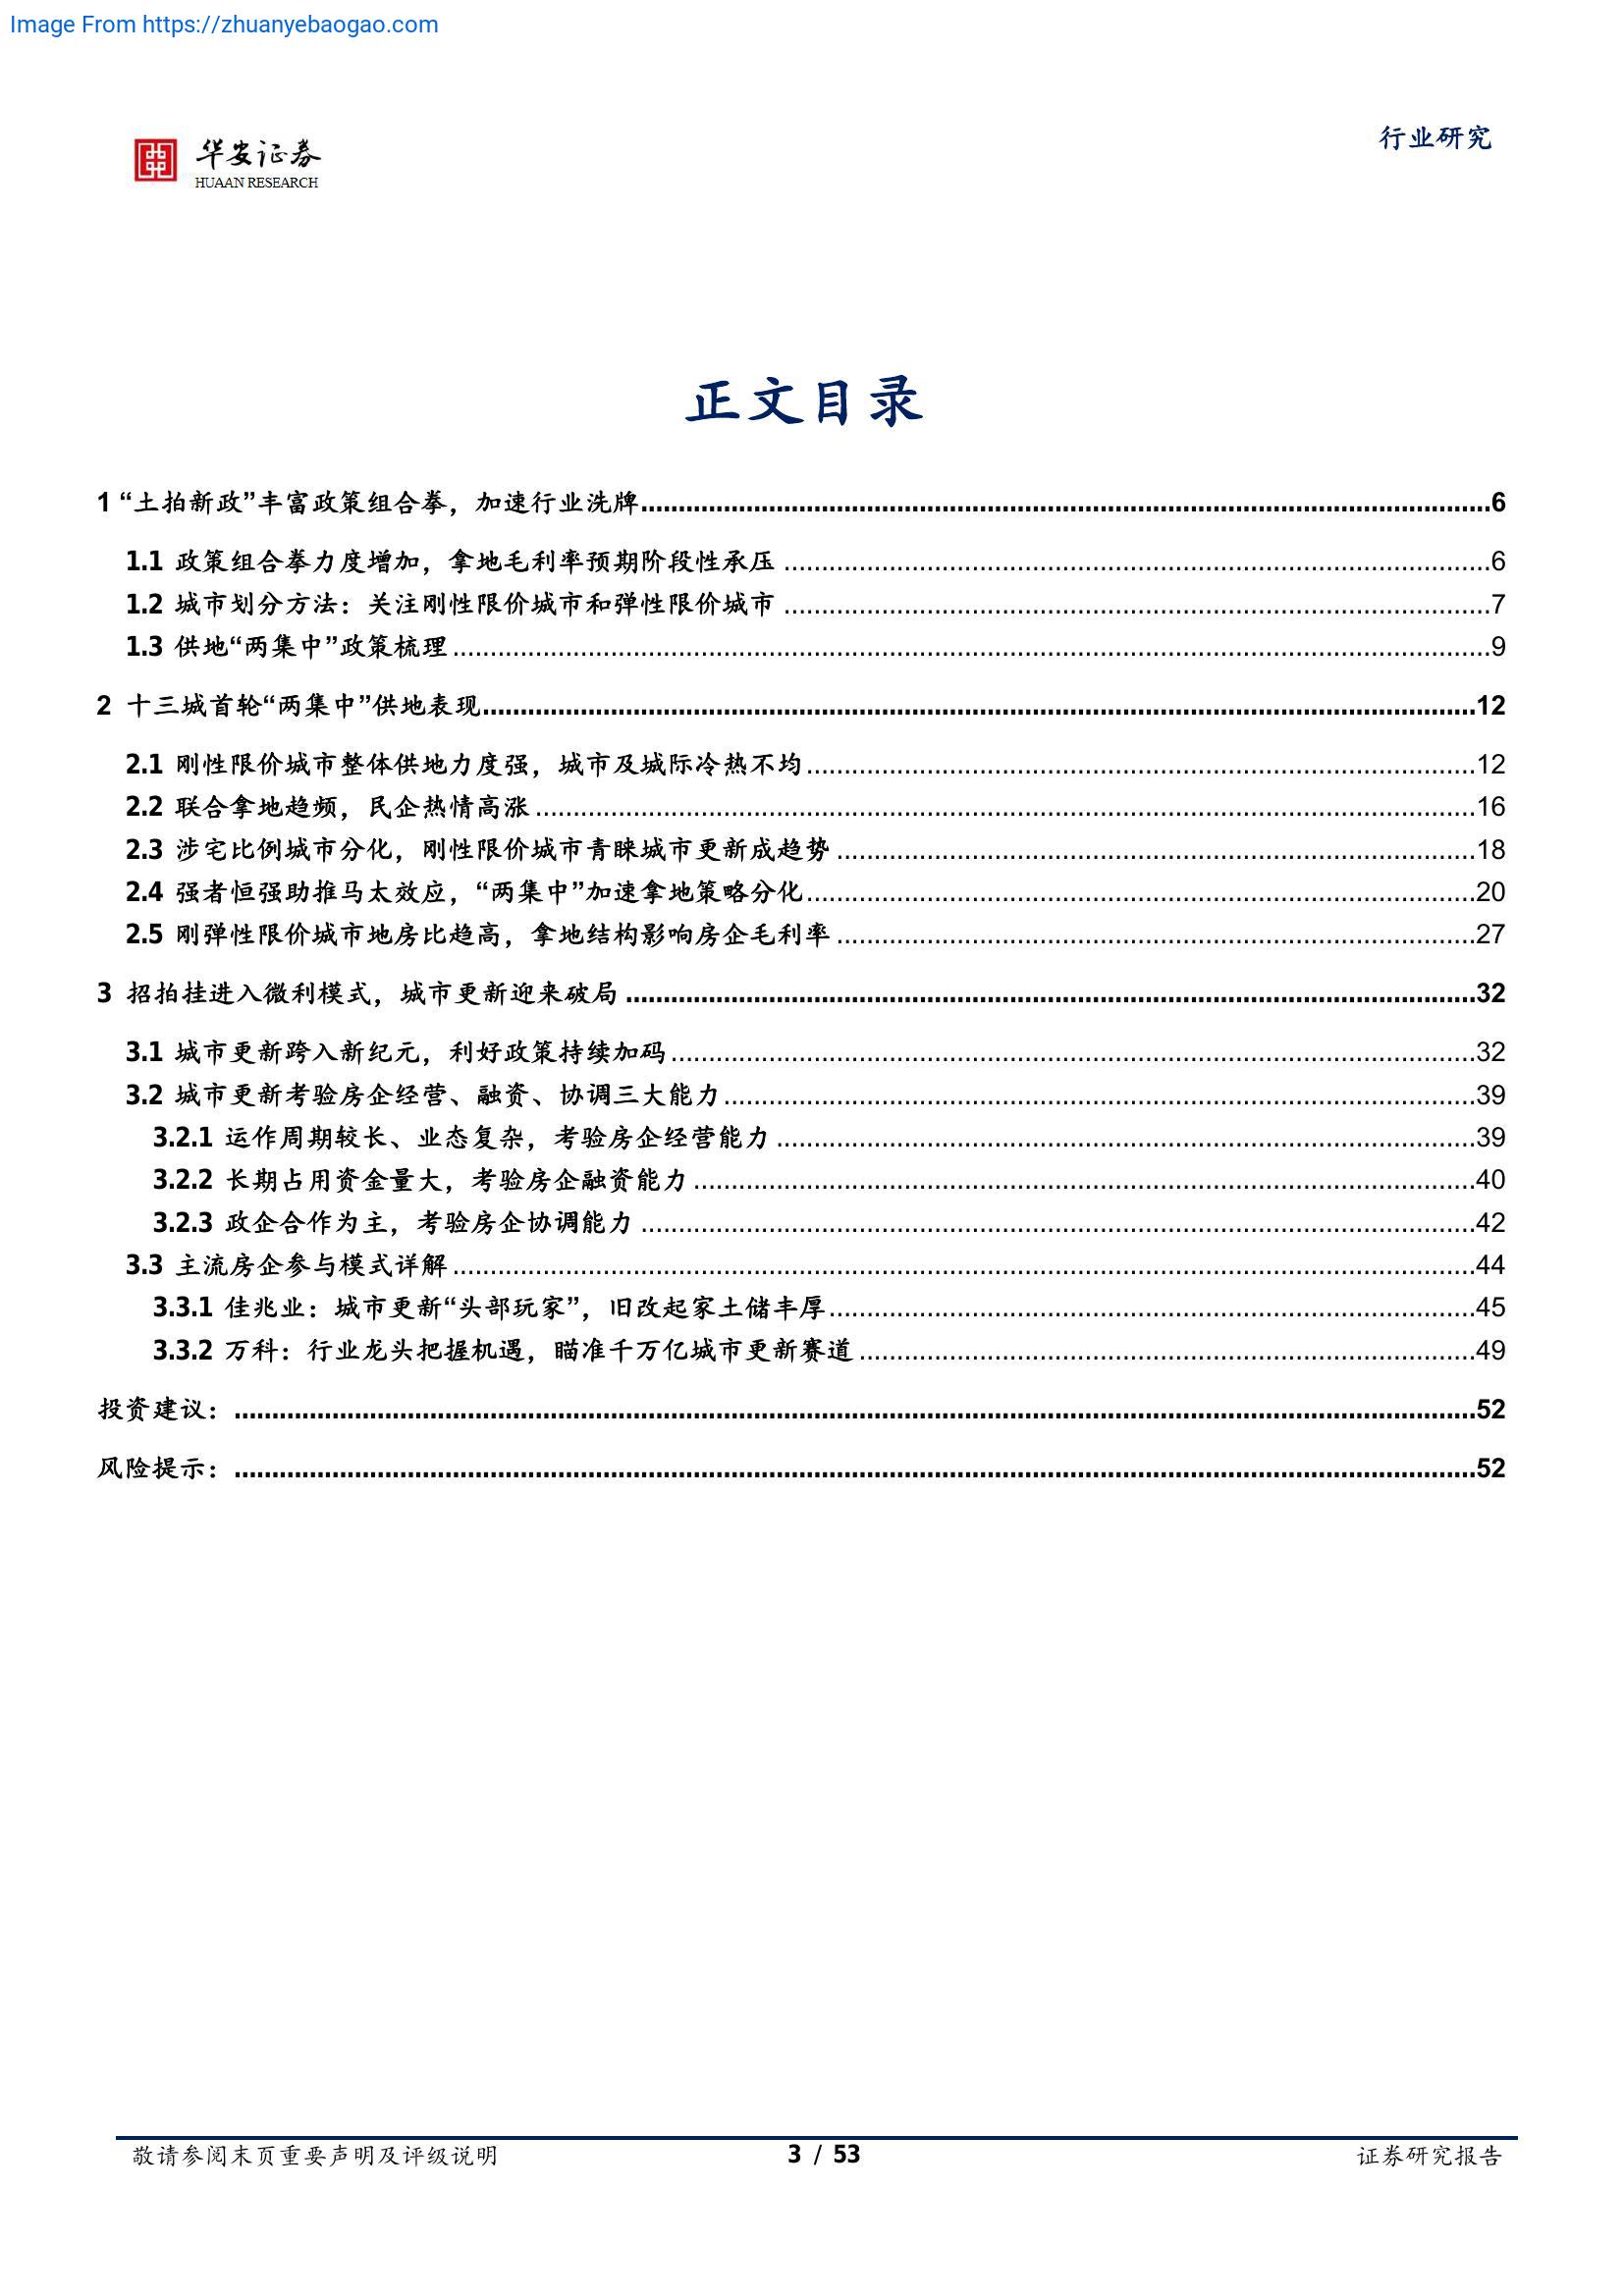 Image From https://zhuanyebaogao.com
华安证券
HUAAN RESEARCH
行业研究
正文目录
1 “土拍新政”丰富政策组合拳，加速行业洗牌........6
1.1 政策组合拳力度增加，拿地毛利率预期阶段性承压........6
1.2 城市划分方法：关注刚性限价城市和弹性限价城市........7
1.3 供地“两集中”政策梳理........9
2 十三城首轮“两集中”供地表现........12
2.1 刚性限价城市整体供地力度强，城市及城际冷热不均........12
2.2 联合拿地趋频，民企热情高涨........16
2.3 涉宅比例城市分化，刚性限价城市青睐城市更新成趋势........18
2.4 强者恒强助推马太效应，“两集中”加速拿地策略分化........20
2.5 刚弹性限价城市地房比趋高，拿地结构影响房企毛利率........27
3 招拍挂进入微利模式，城市更新迎来破局........32
3.1 城市更新跨入新纪元，利好政策持续加码........32
3.2 城市更新考验房企经营、融资、协调三大能力........39
3.2.1 运作周期较长、业态复杂，考验房企经营能力........39
3.2.2 长期占用资金量大，考验房企融资能力........40
3.2.3 政企合作为主，考验房企协调能力........42
3.3 主流房企参与模式详解........44
3.3.1 佳兆业：城市更新“头部玩家”，旧改起家土储丰厚........45
3.3.2 万科：行业龙头把握机遇，瞄准千万亿城市更新赛道........49
投资建议：........52
风险提示：........52
敬请参阅末页重要声明及评级说明
3 / 53
证券研究报告